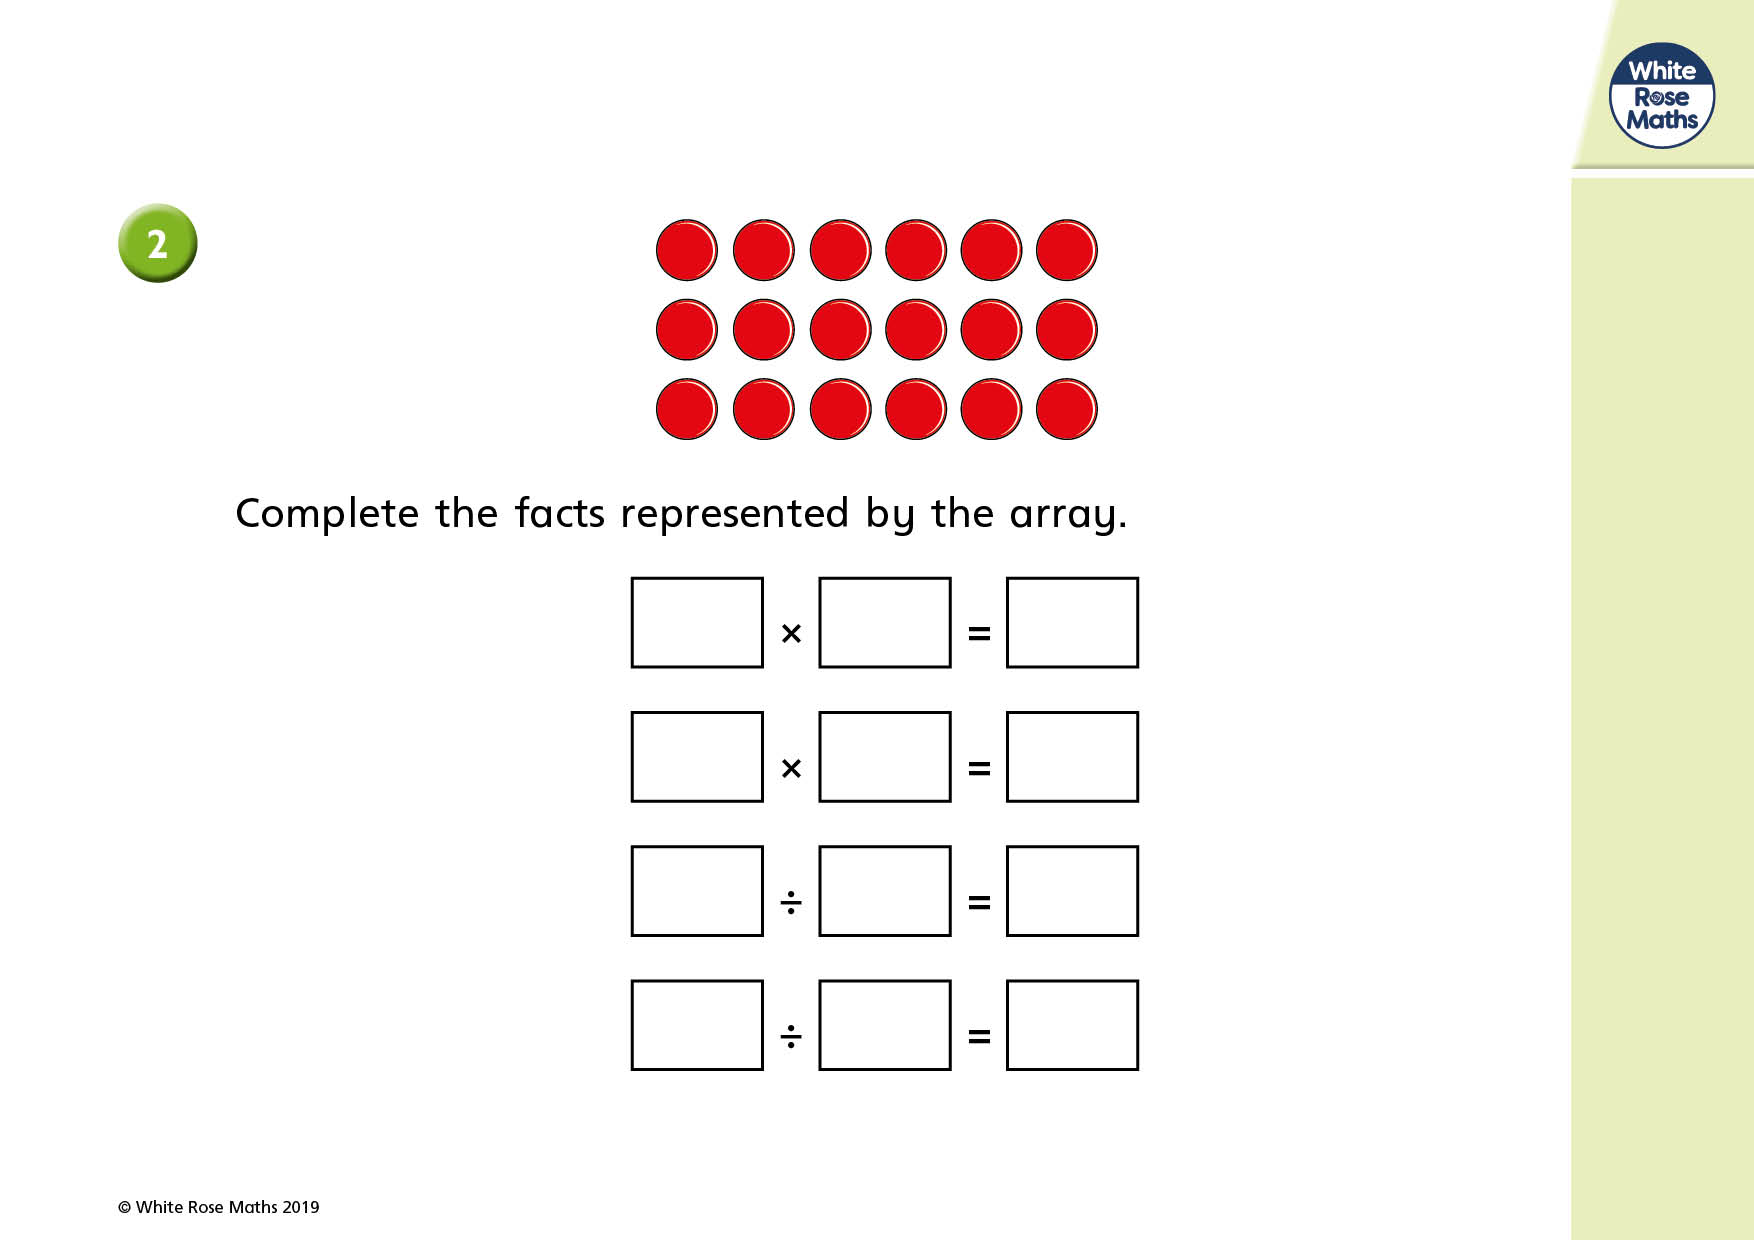 White
Rose
Maths
2
Complete the facts represented by the array.
× =
× =
÷ =
÷ =
© White Rose Maths 2019